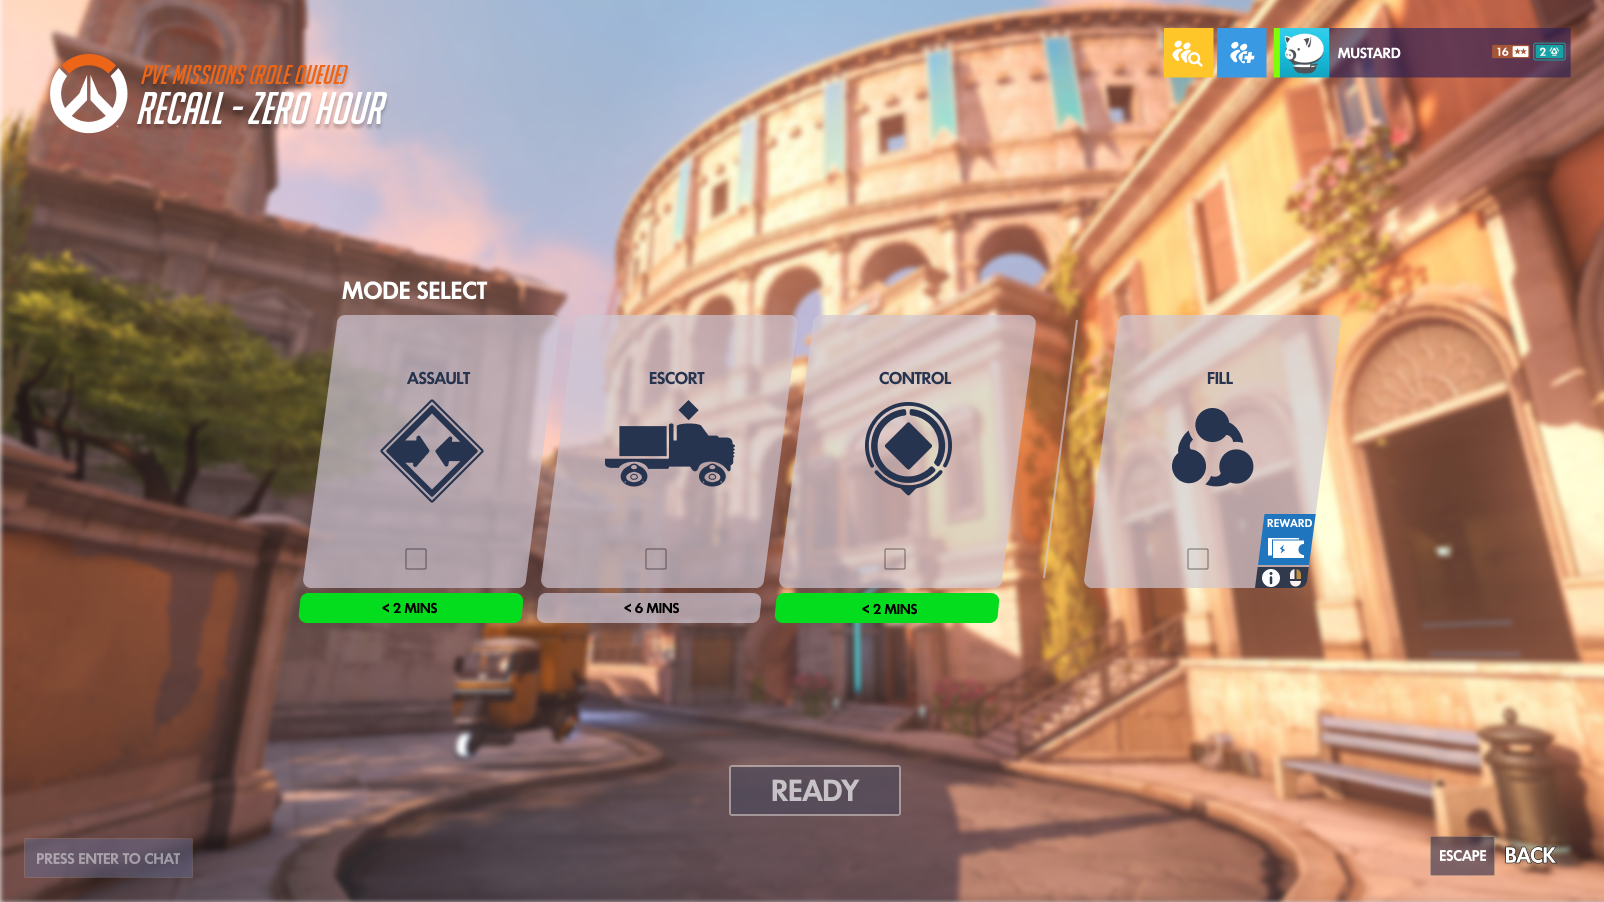 PVE MISSIONS (ROLE QUEUE)
RECALL - ZERO HOUR
MUSTARD
16
2
MODE SELECT
ASSAULT
ESCORT
CONTROL
FILL
REWARD
< 2 MINS
< 6 MINS
< 2 MINS
READY
PRESS ENTER TO CHAT
ESCAPE
BACK